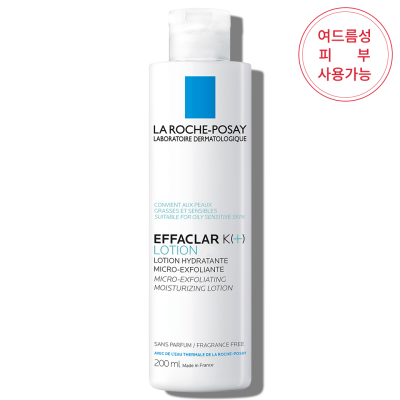 여드름성
피 부
사용가능
LA ROCHE-POSAY
LABORATOIRE DERMATOLOGIQUE
CONVIENT AUX PEAUX
GRASSES ET SENSIBLES
SUITABLE FOR OILY SENSITIVE SKIN
EFFACLAR K(+)
LOTION
LOTION HYDRATANTE
MICRO-EXFOLIANTE
MICRO-EXFOLIATING
MOISTURIZING LOTION
SANS PARFUM / FRAGRANCE FREE
AVEC DE L'EAU THERMALE DE LA ROCHE-POSAY
200 ml Made in France